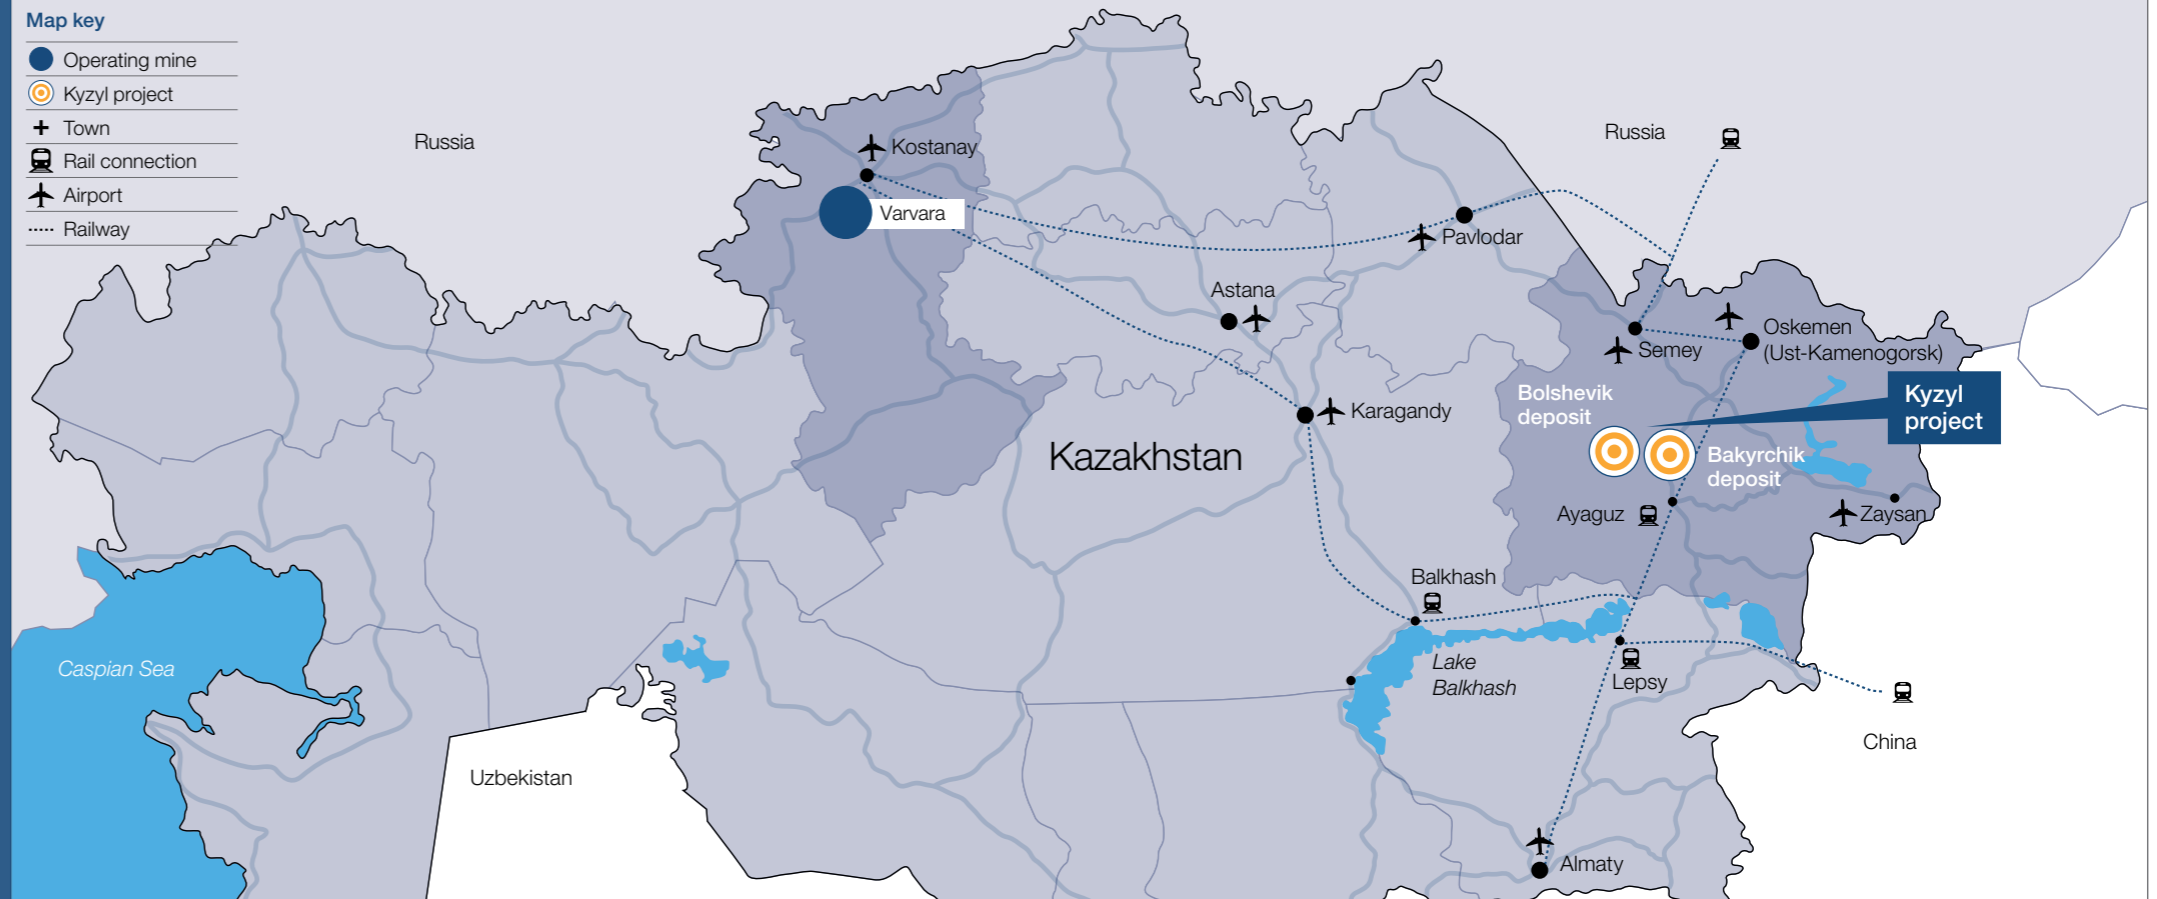 Map key
Operating mine
Kyzyl project
Town
Rail connection
Airport
Railway
Russia
Russia
Kostanay
Varvara
Pavlodar
Astana
Semey
Oskemen
(Ust-Kamenogorsk)
Karagandy
Kazakhstan
Bolshevik
deposit
Kyzyl
project
Bakyrchik
deposit
Ayaguz
Zaysan
Balkhash
Lake
Balkhash
Lepsy
Caspian Sea
China
Uzbekistan
Almaty